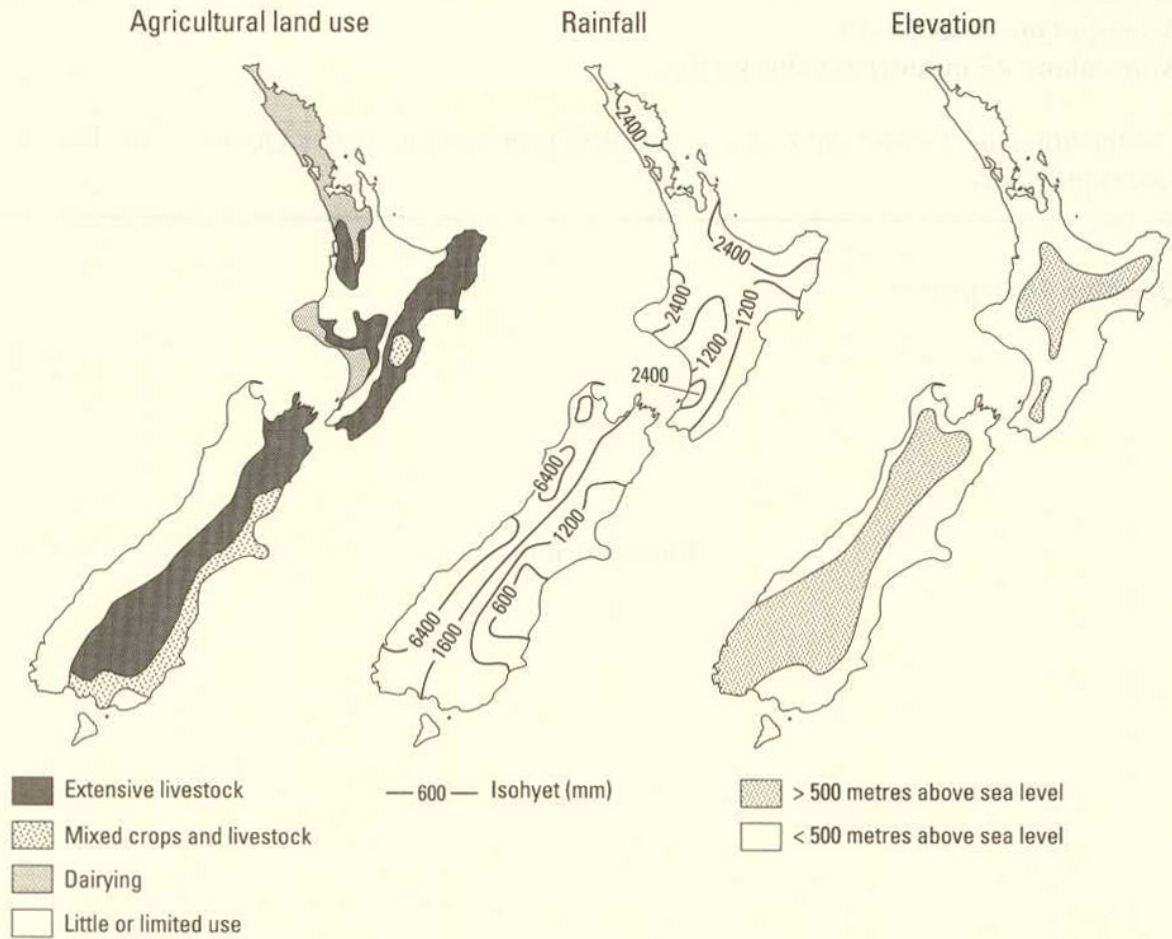 Agricultural land use
Rainfall
Elevation
2400
2400
2400
1200
1200
2400
6400
1200
600
6400
1600
Extensive livestock
Mixed crops and livestock
Dairying
Little or limited use
600 Isohyet (mm)
> 500 metres above sea level
< 500 metres above sea level